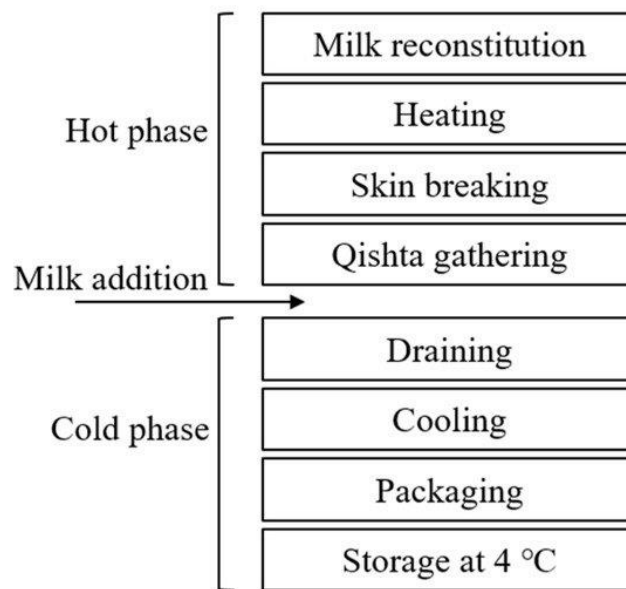 Milk reconstitution
Heating
Hot phase
Skin breaking
Qishta gathering
Milk addition
Draining
Cooling
Cold phase
Packaging
Storage at 4 °C